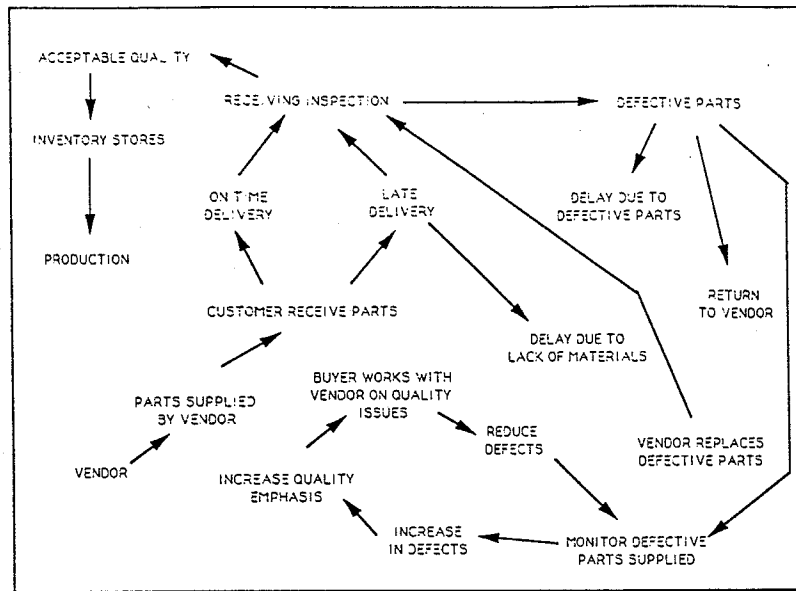 ACCEPTABLE QUALITY
RECEIVING INSPECTION
DEFECTIVE PARTS
INVENTORY STORES
ON TIME
DELIVERY
LATE
DELIVERY
DELAY DUE TO
DEFECTIVE PARTS
PRODUCTION
RETURN
TO VENDOR
CUSTOMER RECEIVE PARTS
DELAY DUE TO
LACK OF MATERIALS
BUYER WORKS WITH
VENDOR ON QUALITY
ISSUES
PARTS SUPPLIED
BY VENDOR
REDUCE
DEFECTS
VENDOR REPLACES
DEFECTIVE PARTS
VENDOR
INCREASE QUALITY
EMPHASIS
INCREASE
IN DEFECTS
MONITOR DEFECTIVE
PARTS SUPPLIED